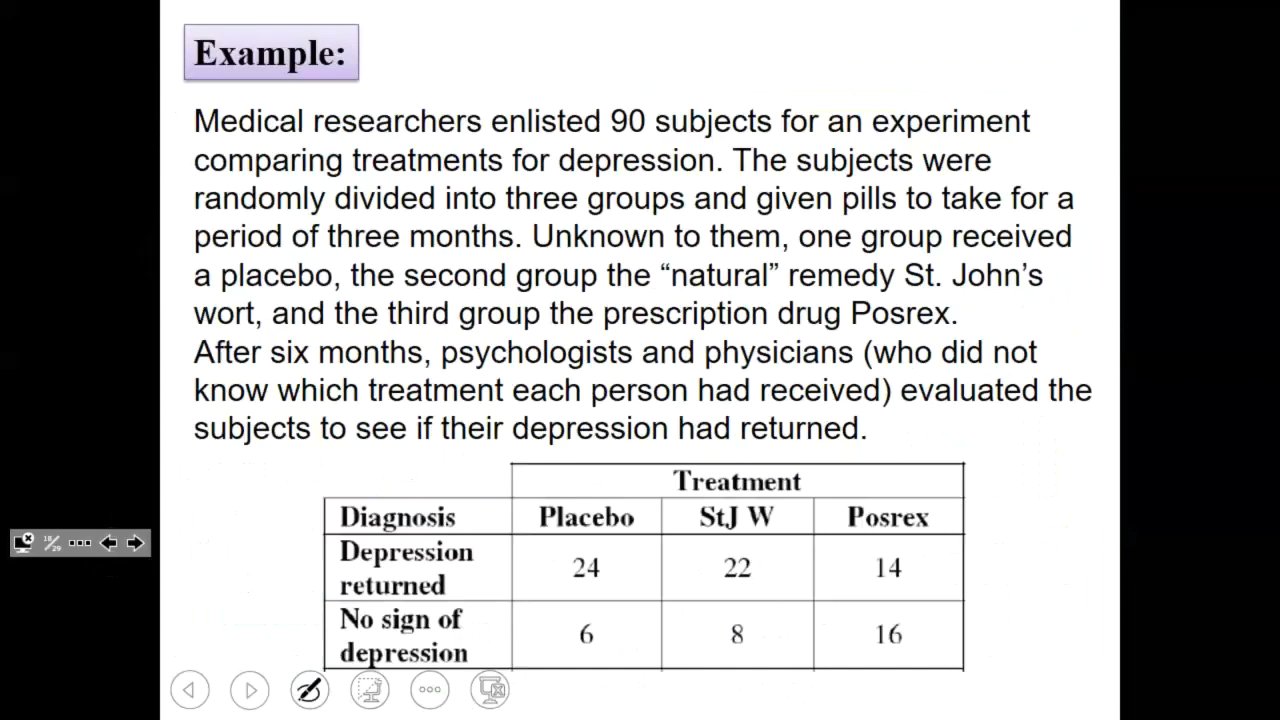 Example:
Medical researchers enlisted 90 subjects for an experiment
comparing treatments for depression. The subjects were
randomly divided into three groups and given pills to take for a
period of three months. Unknown to them, one group received
a placebo, the second group the “natural” remedy St. John’s
wort, and the third group the prescription drug Posrex.
After six months, psychologists and physicians (who did not
know which treatment each person had received) evaluated the
subjects to see if their depression had returned.
Treatment
Diagnosis Placebo StJ W Posrex
Depression
returned 24 22 14
No sign of
depression 6 8 16
18/29